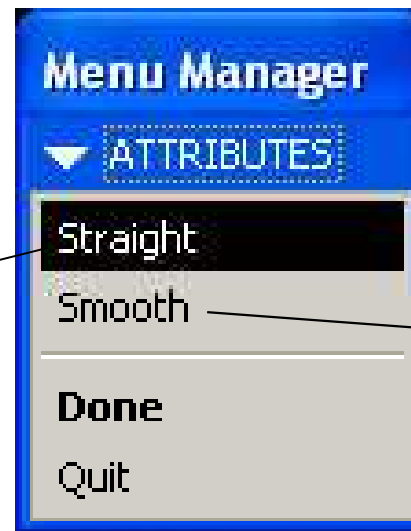 Menu Manager
ATTRIBUTES
Straight
Smooth
Done
Quit